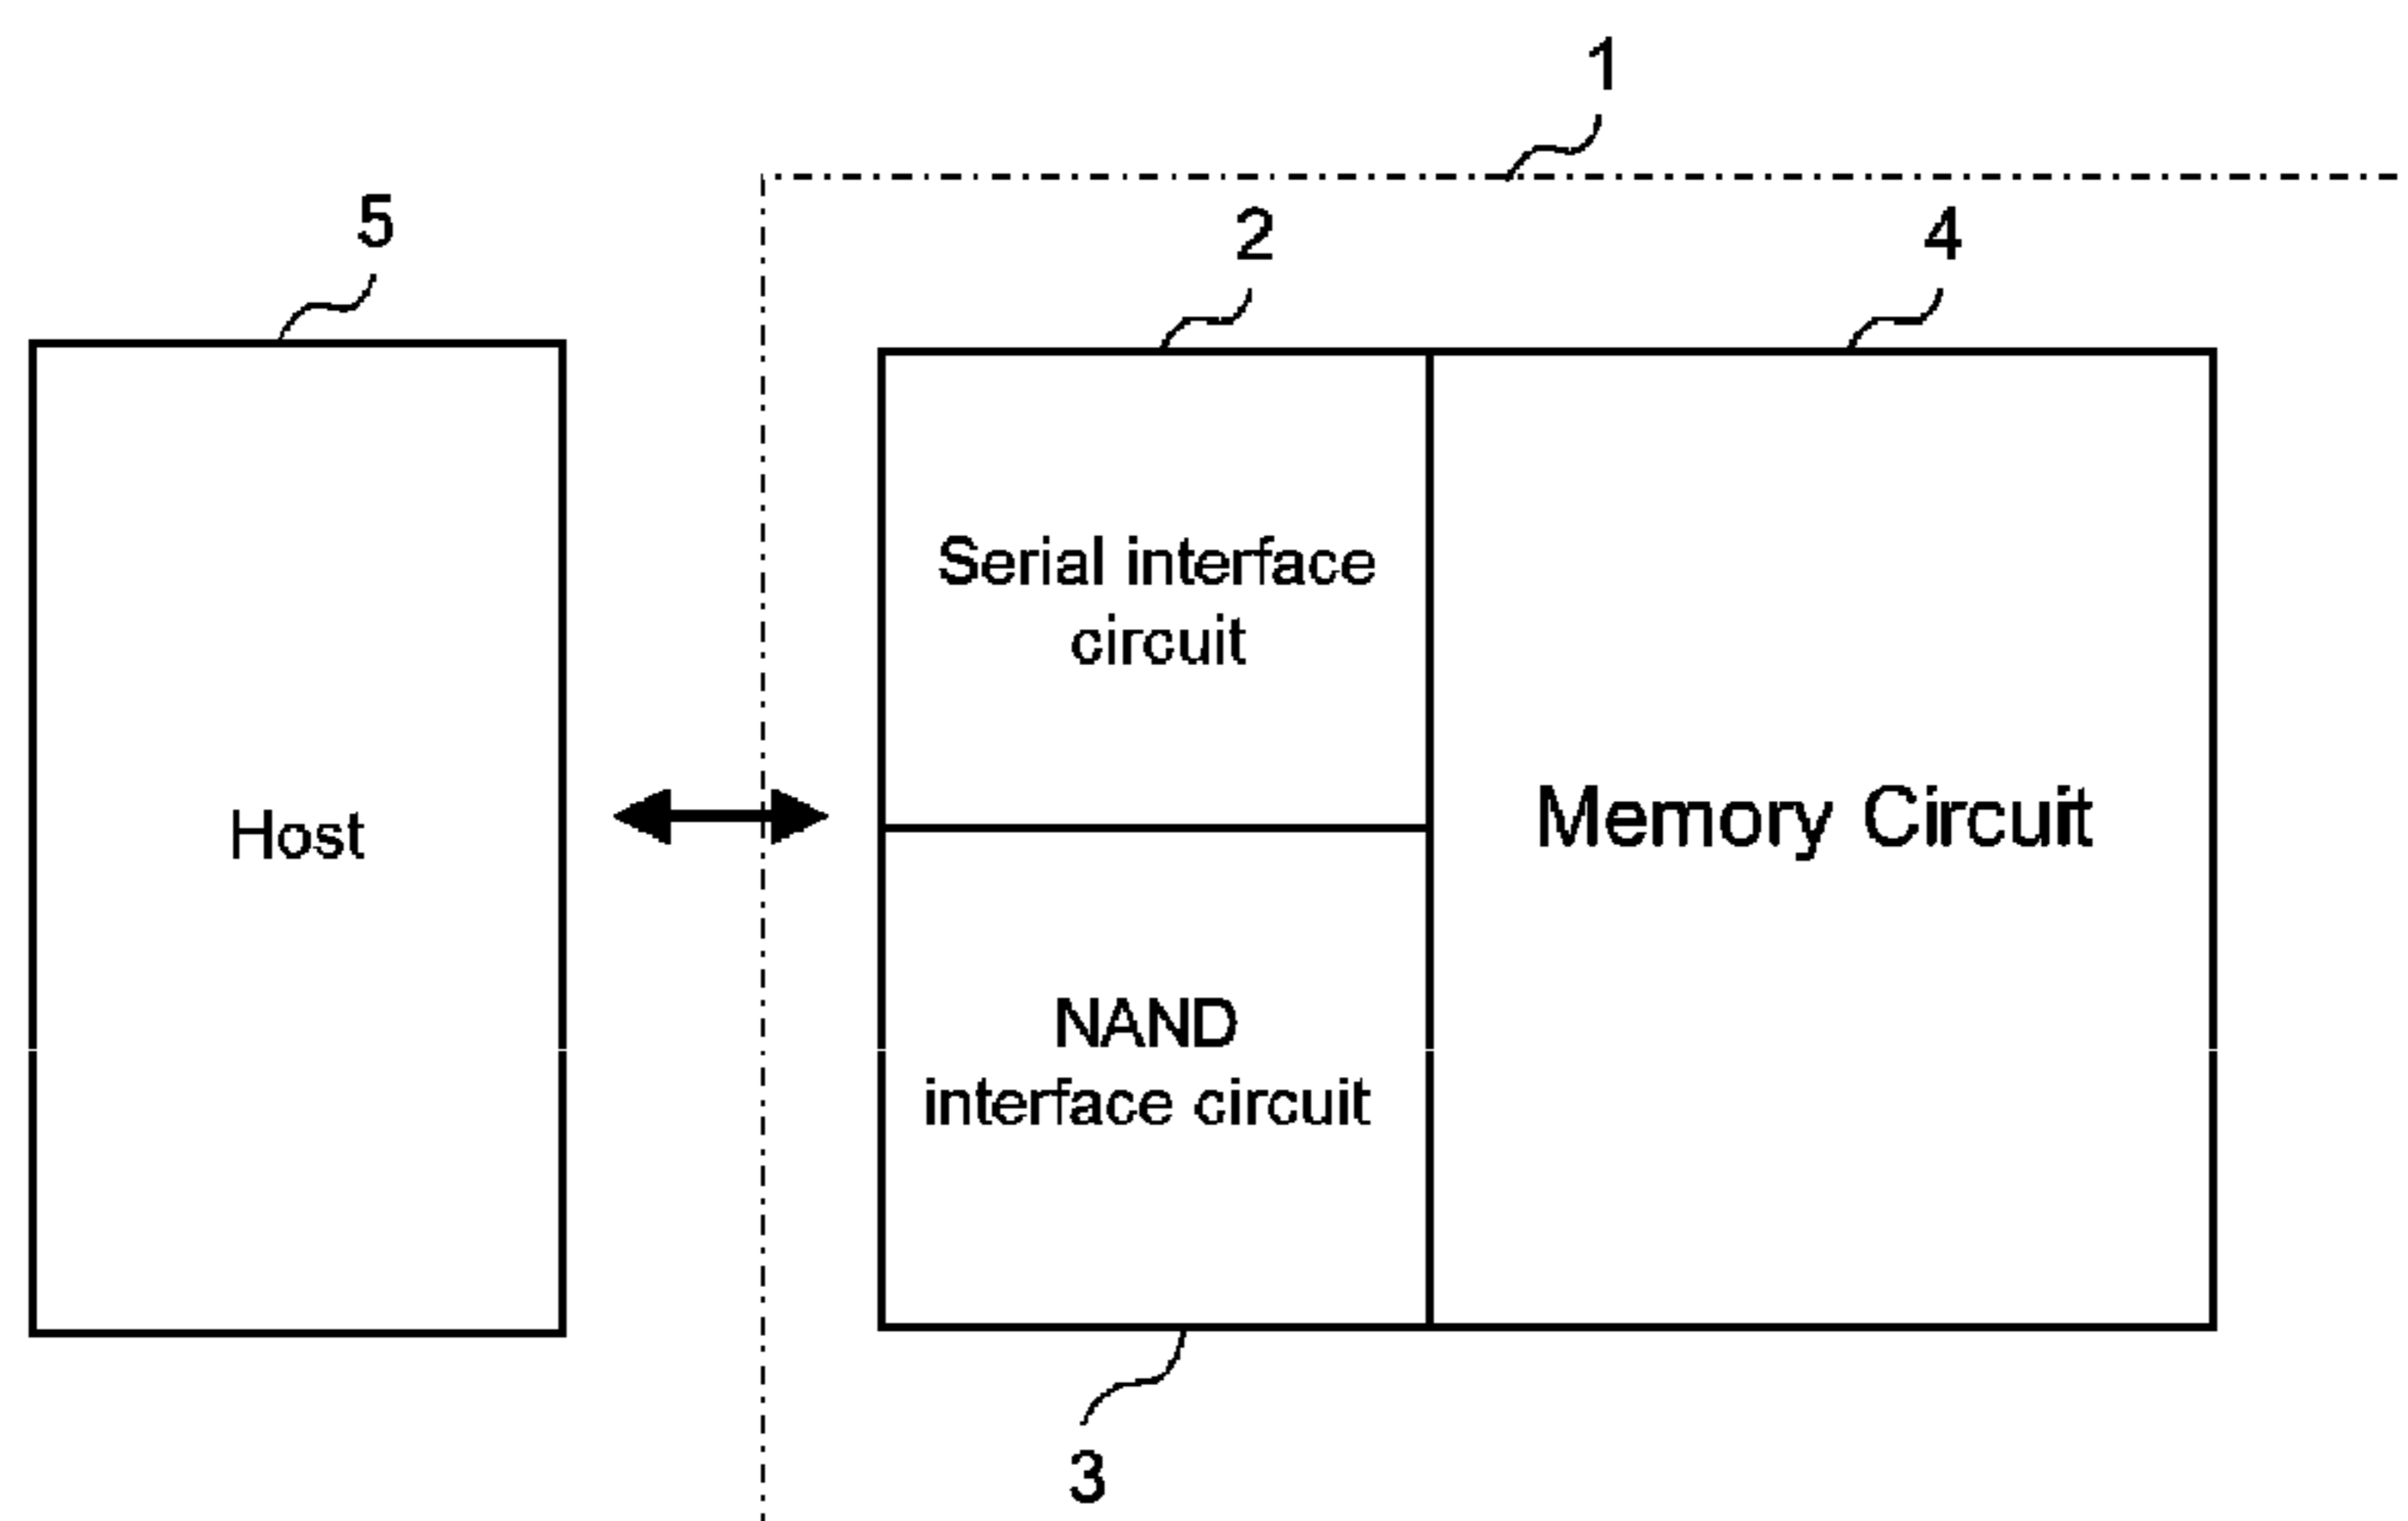 1
5
2
4
Serial interface
circuit
Host
Memory Circuit
NAND
interface circuit
3